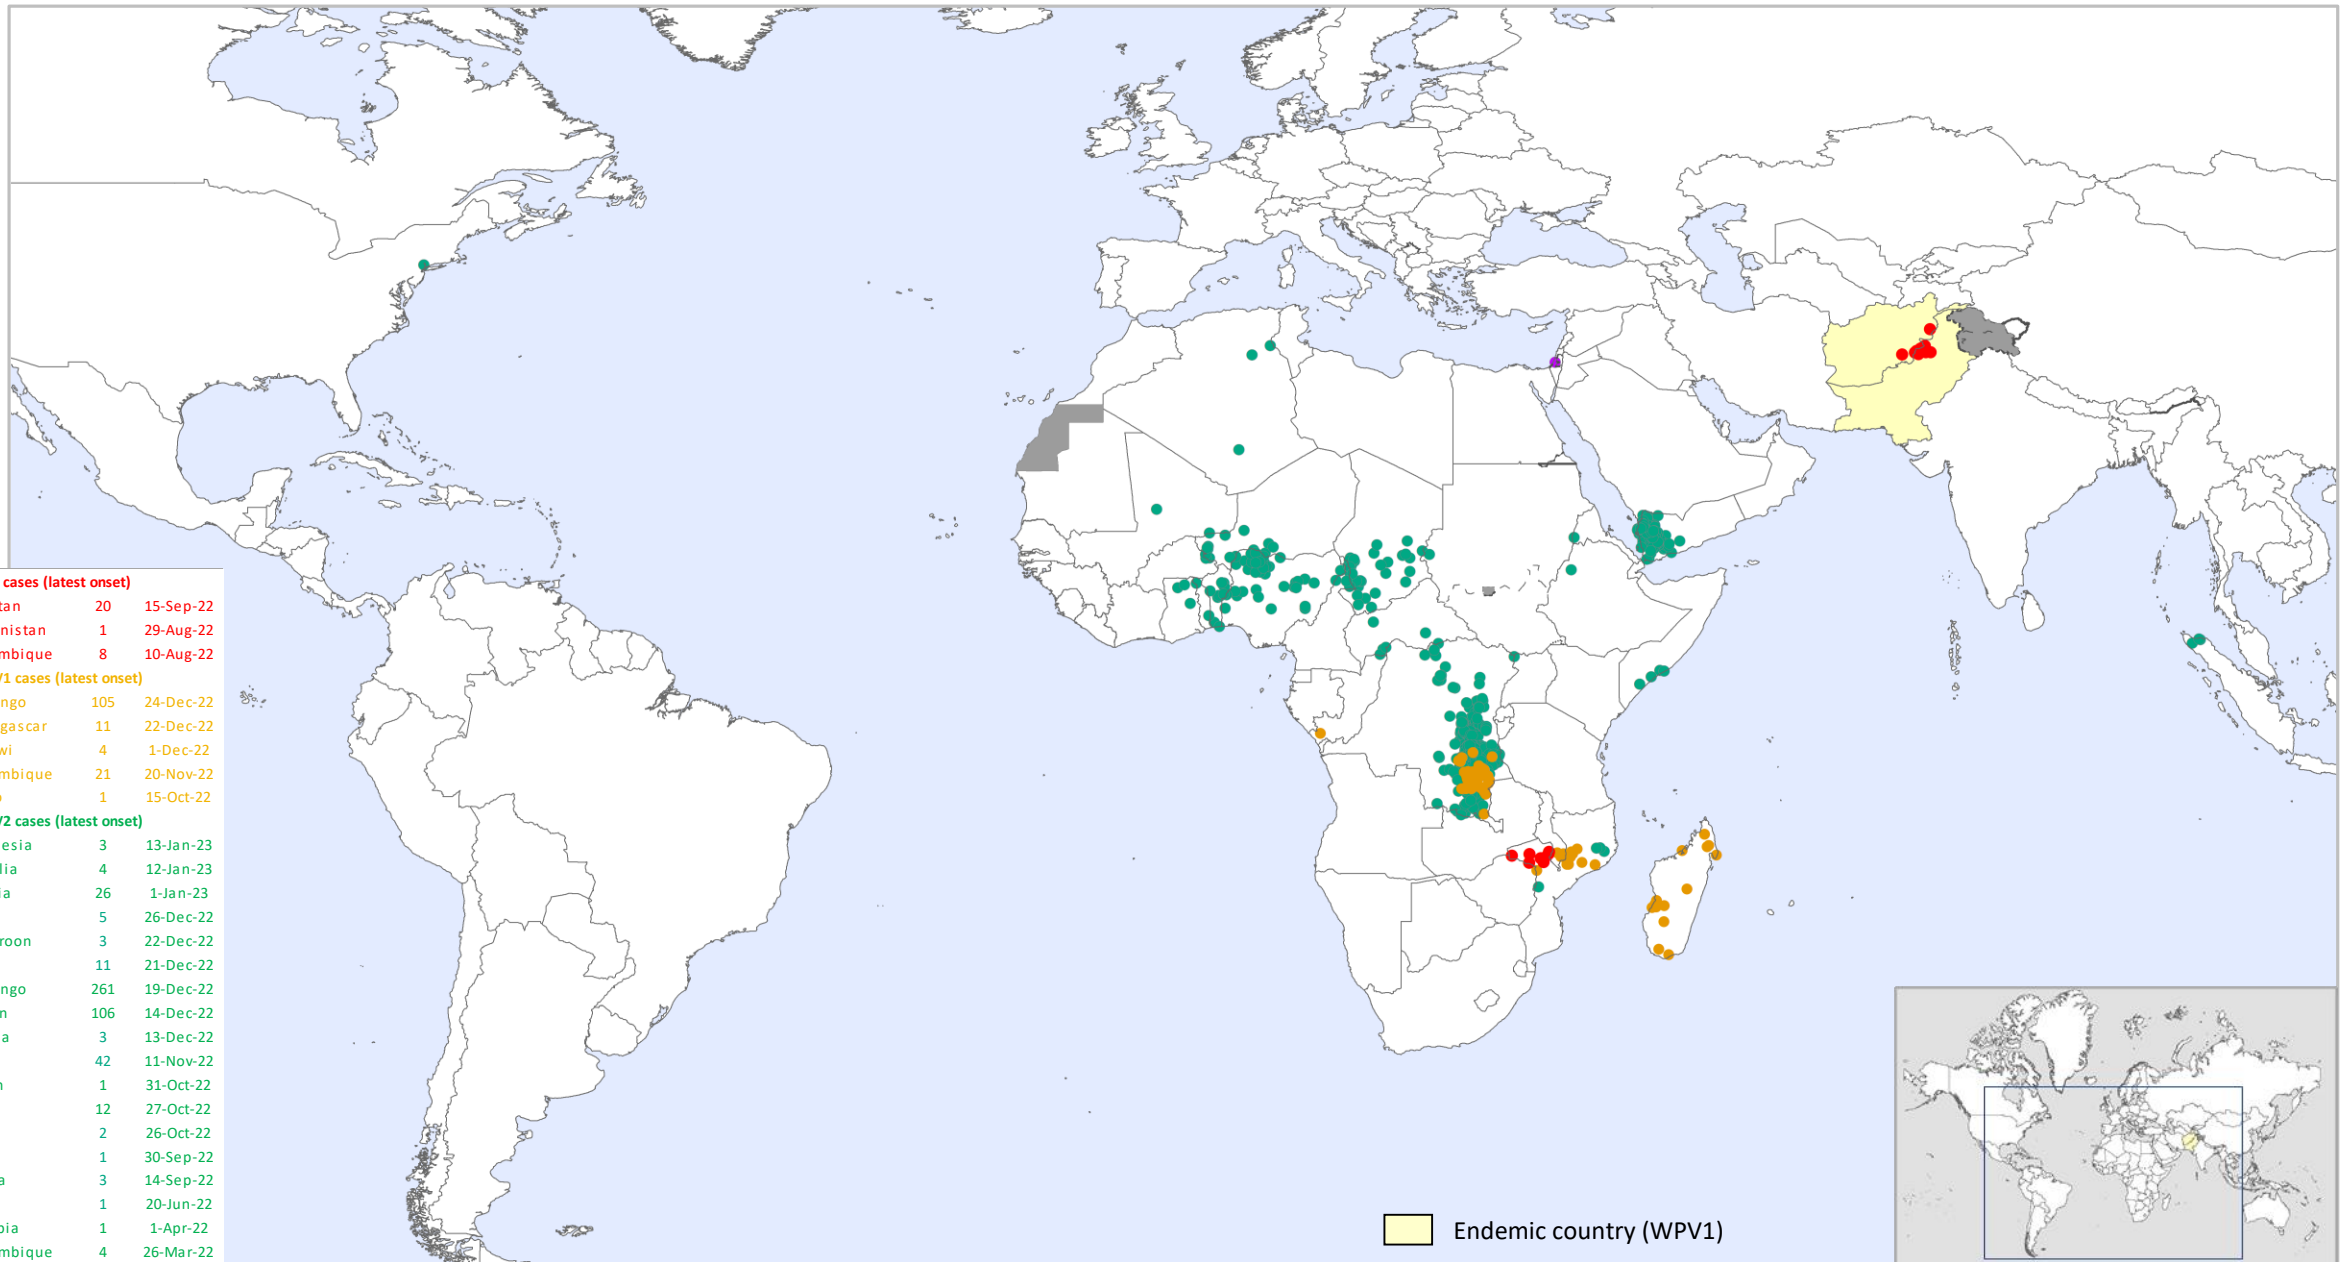 cases (latest onset)
tan 20 15-Sep-22
nistan 1 29-Aug-22
mbique 8 10-Aug-22
V1 cases (latest onset)
ngo 105 24-Dec-22
gascar 11 22-Dec-22
wi 4 1-Dec-22
mbique 21 20-Nov-22
1 15-Oct-22
V2 cases (latest onset)
esia 3 13-Jan-23
lia 4 12-Jan-23
ia 26 1-Jan-23
5 26-Dec-22
roon 3 22-Dec-22
11 21-Dec-22
ngo 261 19-Dec-22
n 106 14-Dec-22
a 3 13-Dec-22
42 11-Nov-22
1 31-Oct-22
12 27-Oct-22
2 26-Oct-22
1 30-Sep-22
a 3 14-Sep-22
1 20-Jun-22
bia 1 1-Apr-22
mbique 4 26-Mar-22
Endemic country (WPV1)